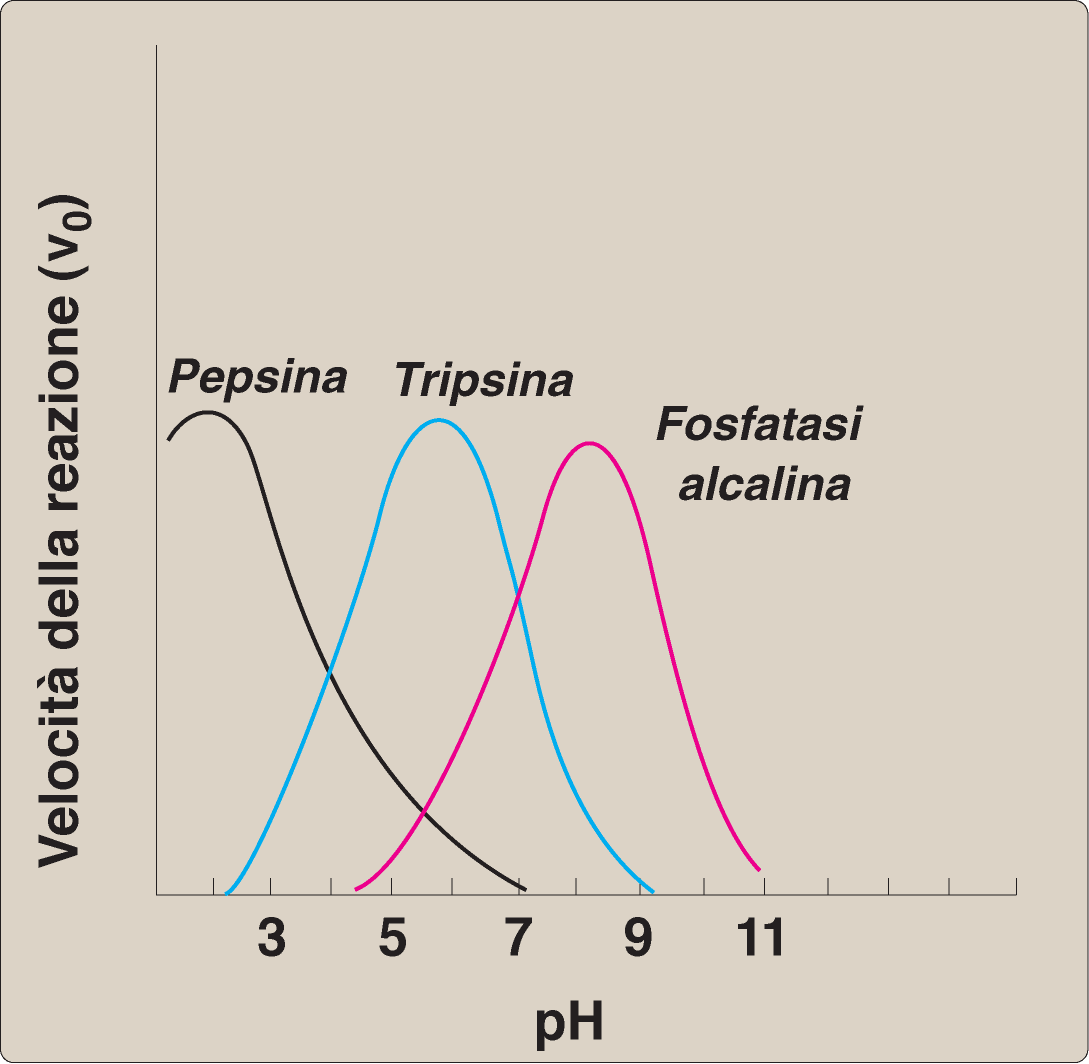 Velocità della reazione (v₀)
Pepsina
Tripsina
Fosfatasi
alcalina
3 5 7 9 11
pH